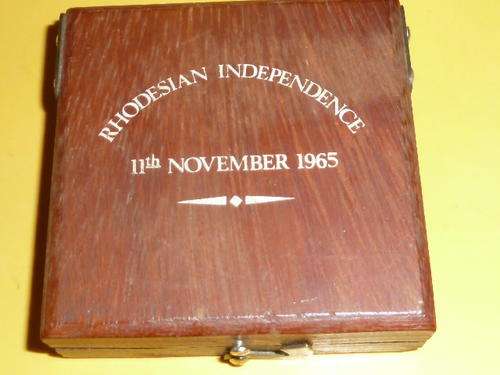 RHODESIAN INDEPENDENCE
11th NOVEMBER 1965